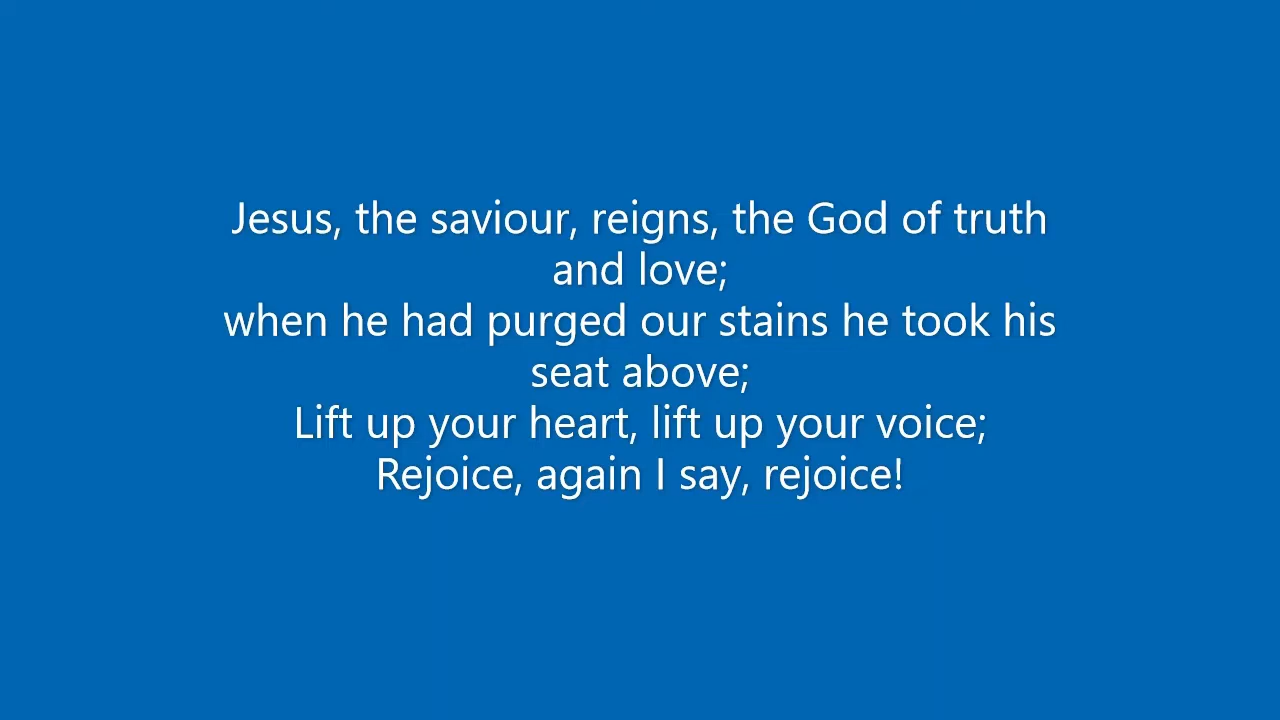 Jesus, the saviour, reigns, the God of truth
and love;
when he had purged our stains he took his
seat above;
Lift up your heart, lift up your voice;
Rejoice, again I say, rejoice!